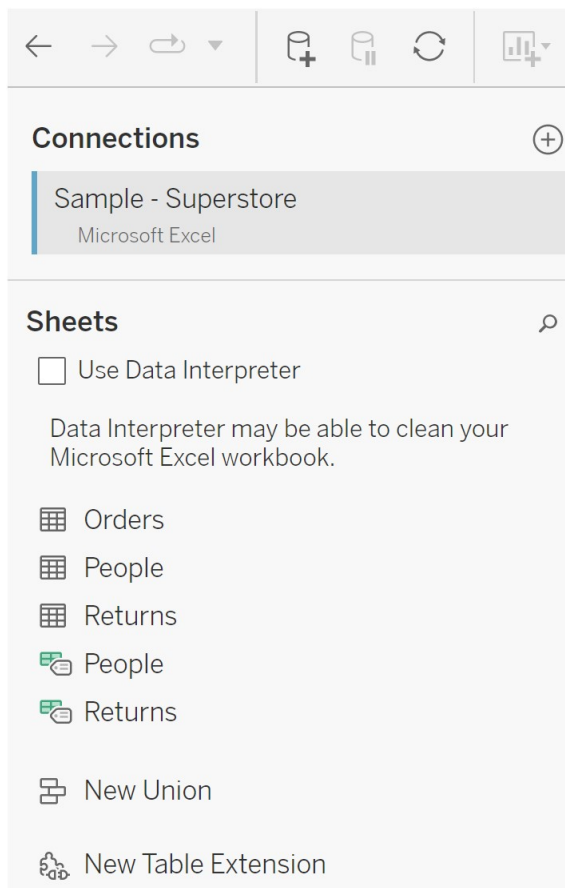 Connections
Sample - Superstore
Microsoft Excel
Sheets
Use Data Interpreter
Data Interpreter may be able to clean your
Microsoft Excel workbook.
Orders
People
Returns
People
Returns
New Union
New Table Extension